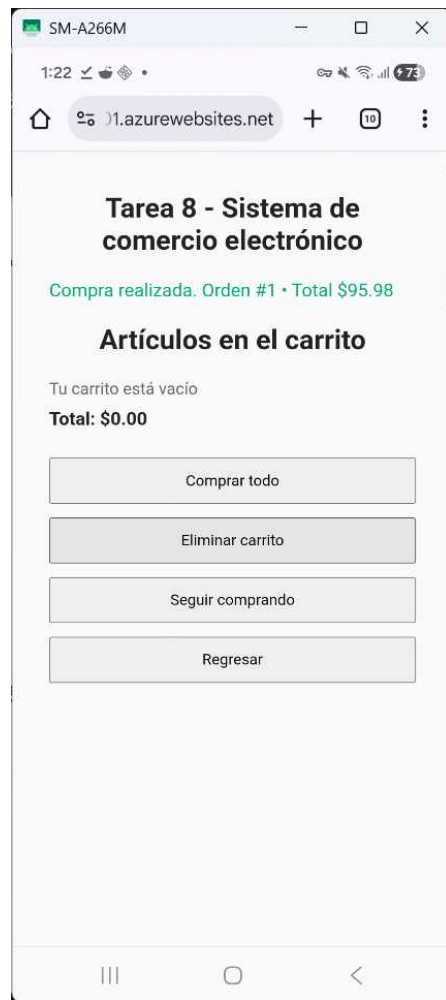 SM-A266M
1:22
73
01.azurewebsites.net
10
Tarea 8 - Sistema de
comercio electrónico
Compra realizada. Orden #1 • Total $95.98
Artículos en el carrito
Tu carrito está vacío
Total: $0.00
Comprar todo
Eliminar carrito
Seguir comprando
Regresar